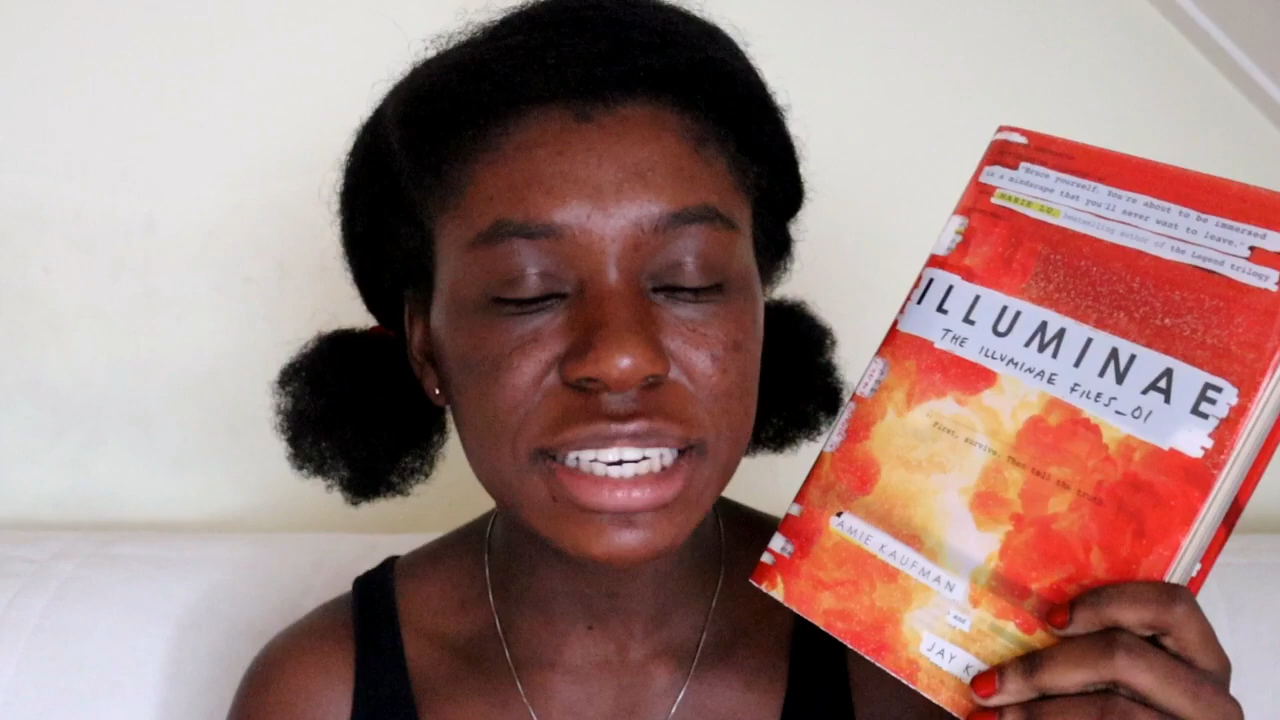 "Brace yourself. You're about to be immersed
in a mindscape that you'll never want to leave."
MARIE LU, bestselling author of the Legend trilogy
ILLUMINAE
THE ILLUMINAE FILES_01
First, survive. Then tell the truth.
AMIE KAUFMAN
and
JAY